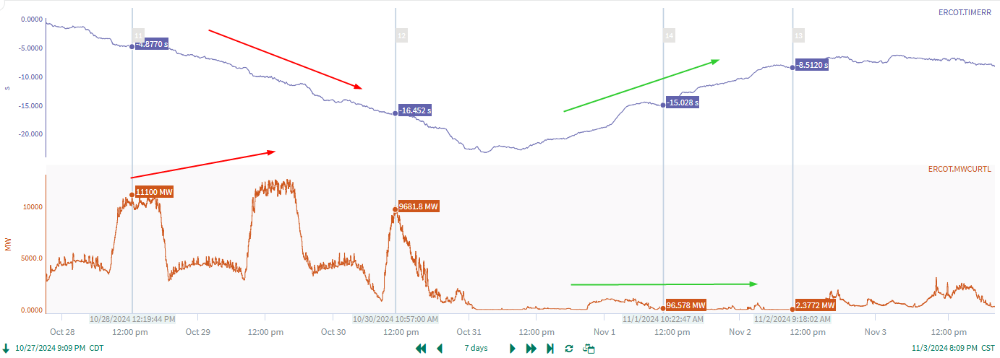 ERCOT.TIMERR
0.0000
-5.0000
-10.000
-15.000
-20.000
s
11
12
14
13
-4.8770 s
-16.452 s
-15.028 s
-8.5120 s
ERCOT.MWCURTL
10000
5000.0
0.0000
MW
11100 MW
9681.8 MW
96.578 MW
2.3772 MW
10/28/2024 12:19:44 PM
10/30/2024 10:57:00 AM
11/1/2024 10:22:47 AM
11/2/2024 9:18:02 AM
Oct 28
12:00 pm
Oct 29
12:00 pm
Oct 30
12:00 pm
Oct 31
12:00 pm
Nov 1
12:00 pm
Nov 2
12:00 pm
Nov 3
12:00 pm
10/27/2024 9:09 PM CDT
7 days
11/3/2024 8:09 PM CST